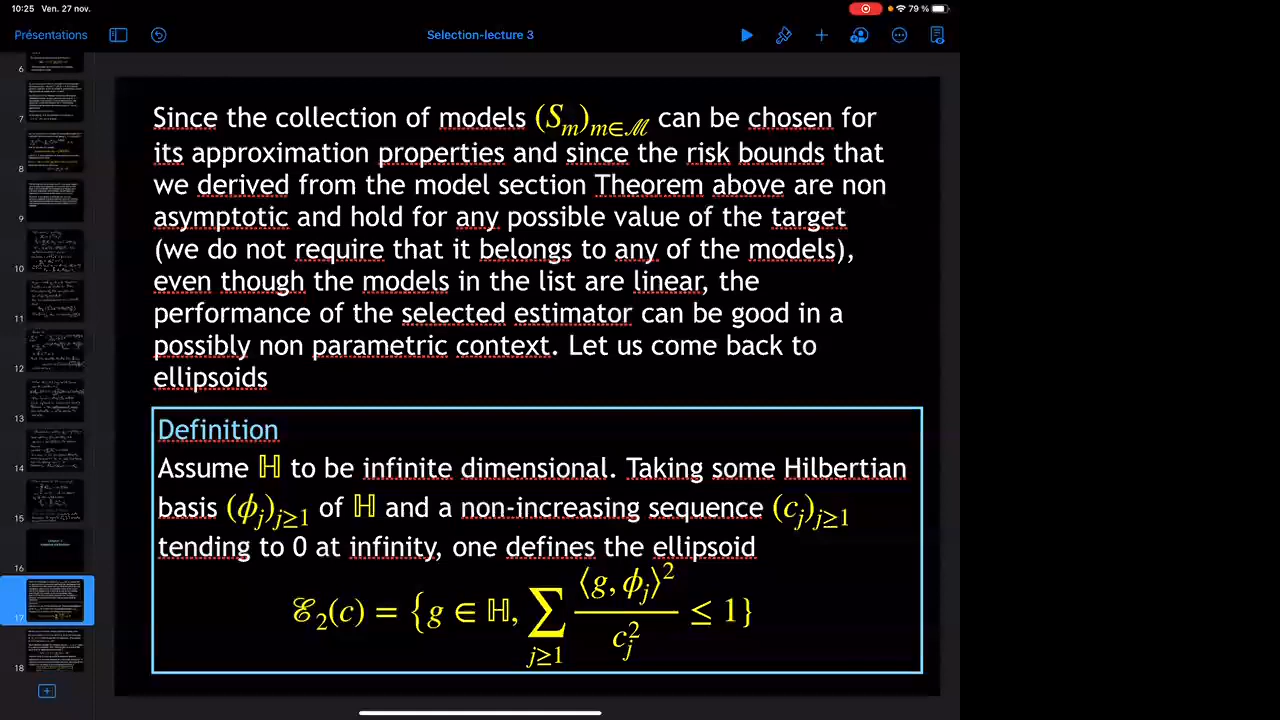 10:25 Ven. 27 nov. 79 %
Présentations Selection-lecture 3
6
7
8
9
10
11
12
13
14
15
16
17
18
Since the collection of models (Sₘ)ₘ∈ℳ can be chosen for
its approximation properties and since the risk bounds that
we derived from the model section Theorem above are non
asymptotic and hold for any possible value of the target
(we do not require that it belongs to any of the models),
even though the models in the list are linear, the
performance of the selected estimator can be good in a
possibly non parametric context. Let us come back to
ellipsoids
Definition
Assume ℍ to be infinite dimensional. Taking some Hilbertian
basis (ϕⱼ)ⱼ≥1 of ℍ and a non-increasing sequence (cⱼ)ⱼ≥1
tending to 0 at infinity, one defines the ellipsoid
ℰ₂(c) = {g ∈ ℍ, ∑_{j≥1} ⟨g, ϕⱼ⟩² / cⱼ² ≤ 1}